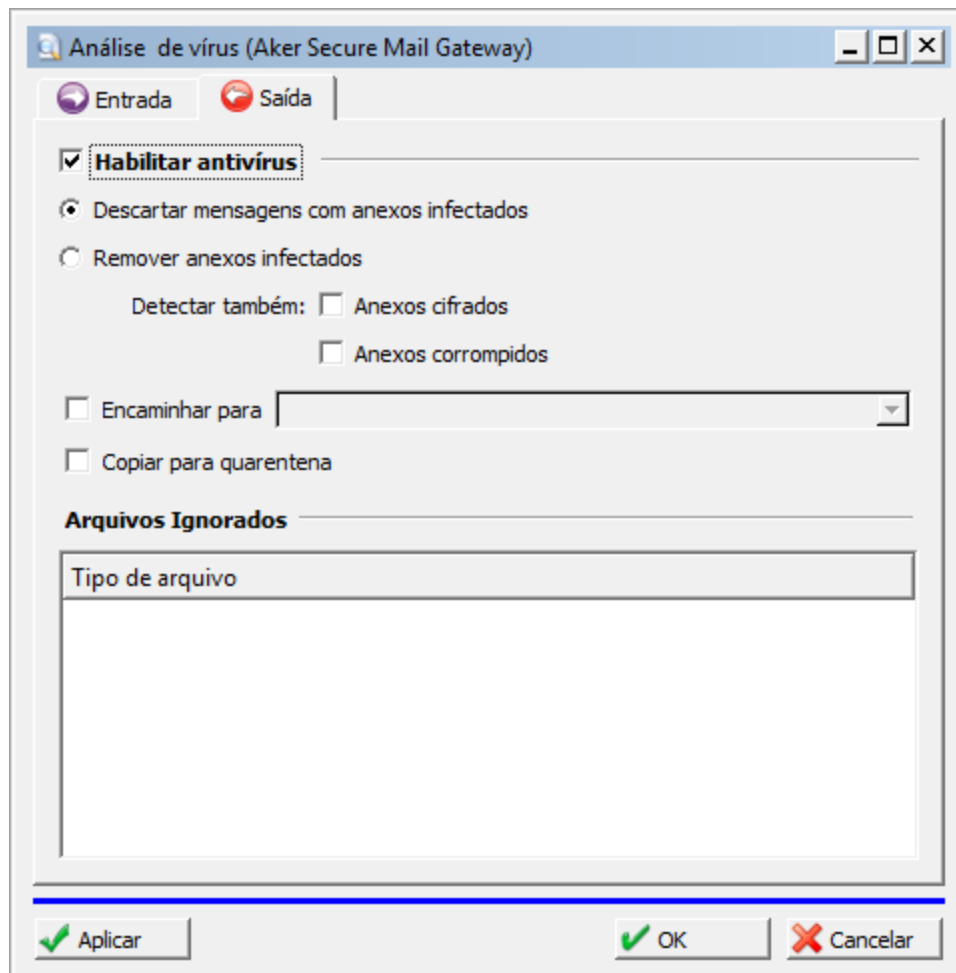 Análise  de vírus (Aker Secure Mail Gateway)
Entrada Saída
Habilitar antivírus
Descartar mensagens com anexos infectados
Remover anexos infectados
Detectar também: Anexos cifrados
Anexos corrompidos
Encaminhar para
Copiar para quarentena
Arquivos Ignorados
Tipo de arquivo
Aplicar OK Cancelar